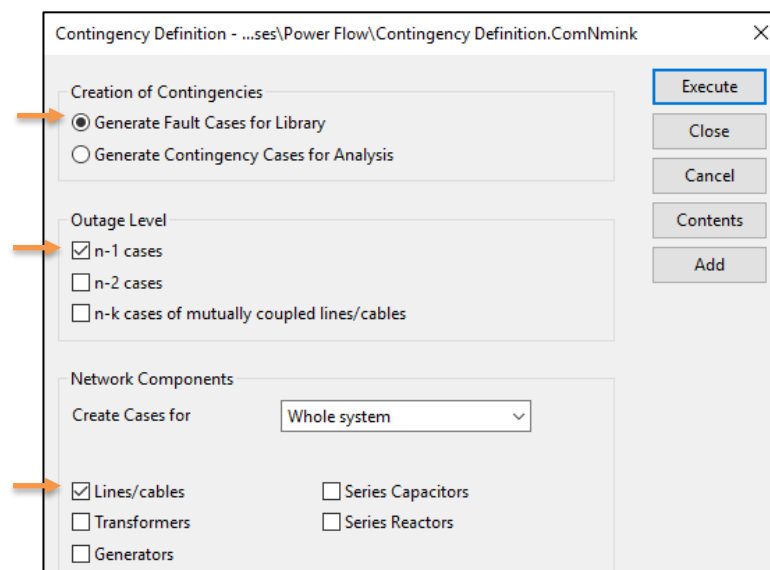 Contingency Definition - ...ses\Power Flow\Contingency Definition.ComNmink
Creation of Contingencies
Generate Fault Cases for Library
Generate Contingency Cases for Analysis
Execute
Close
Cancel
Contents
Add
Outage Level
n-1 cases
n-2 cases
n-k cases of mutually coupled lines/cables
Network Components
Create Cases for
Whole system
Lines/cables
Series Capacitors
Transformers
Series Reactors
Generators